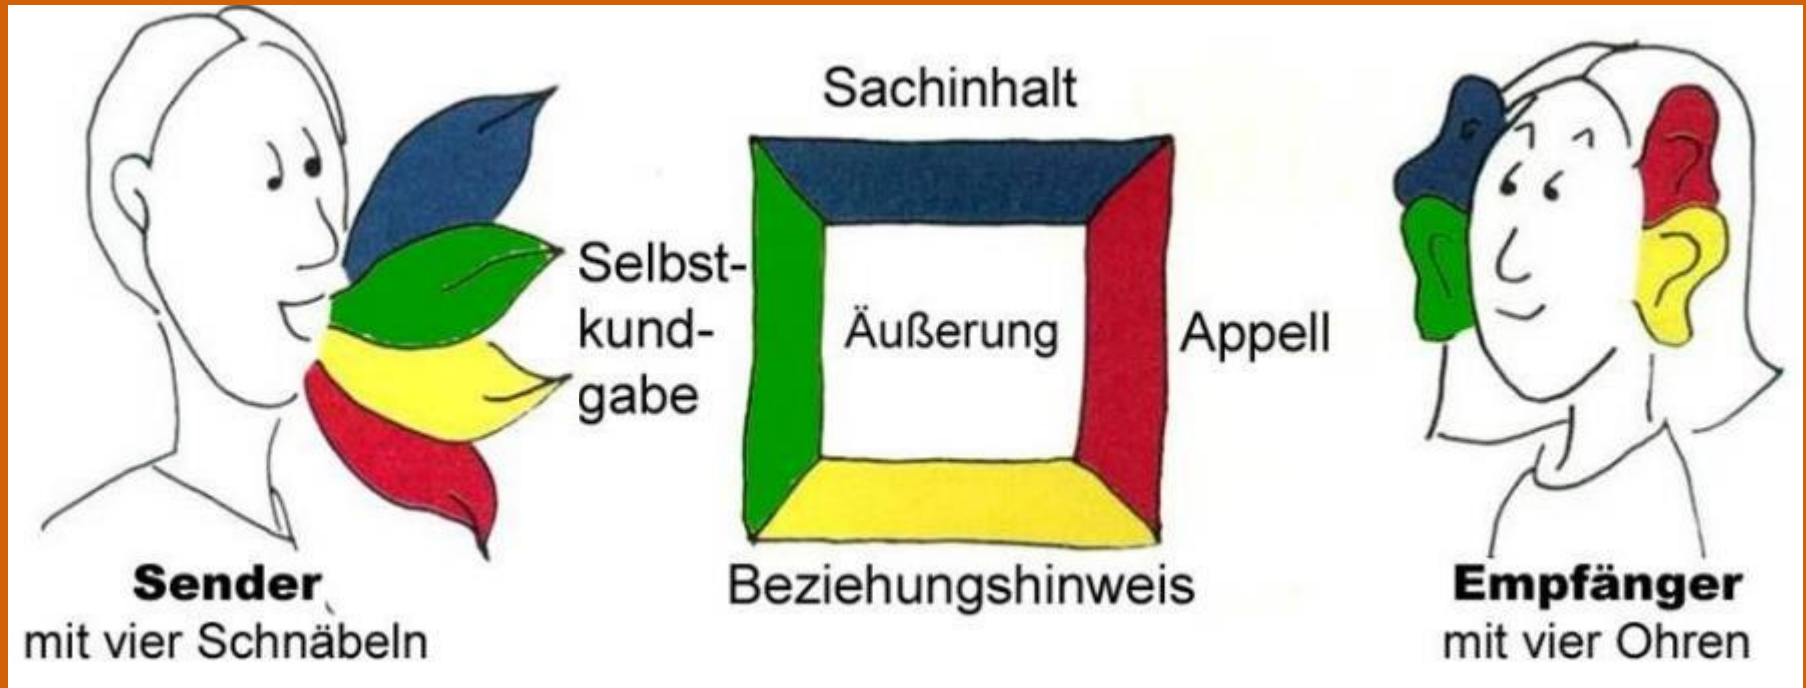 Sachinhalt
Selbst-
kund-
gabe
Äußerung
Appell
Beziehungshinweis
Sender
mit vier Schnäbeln
Empfänger
mit vier Ohren